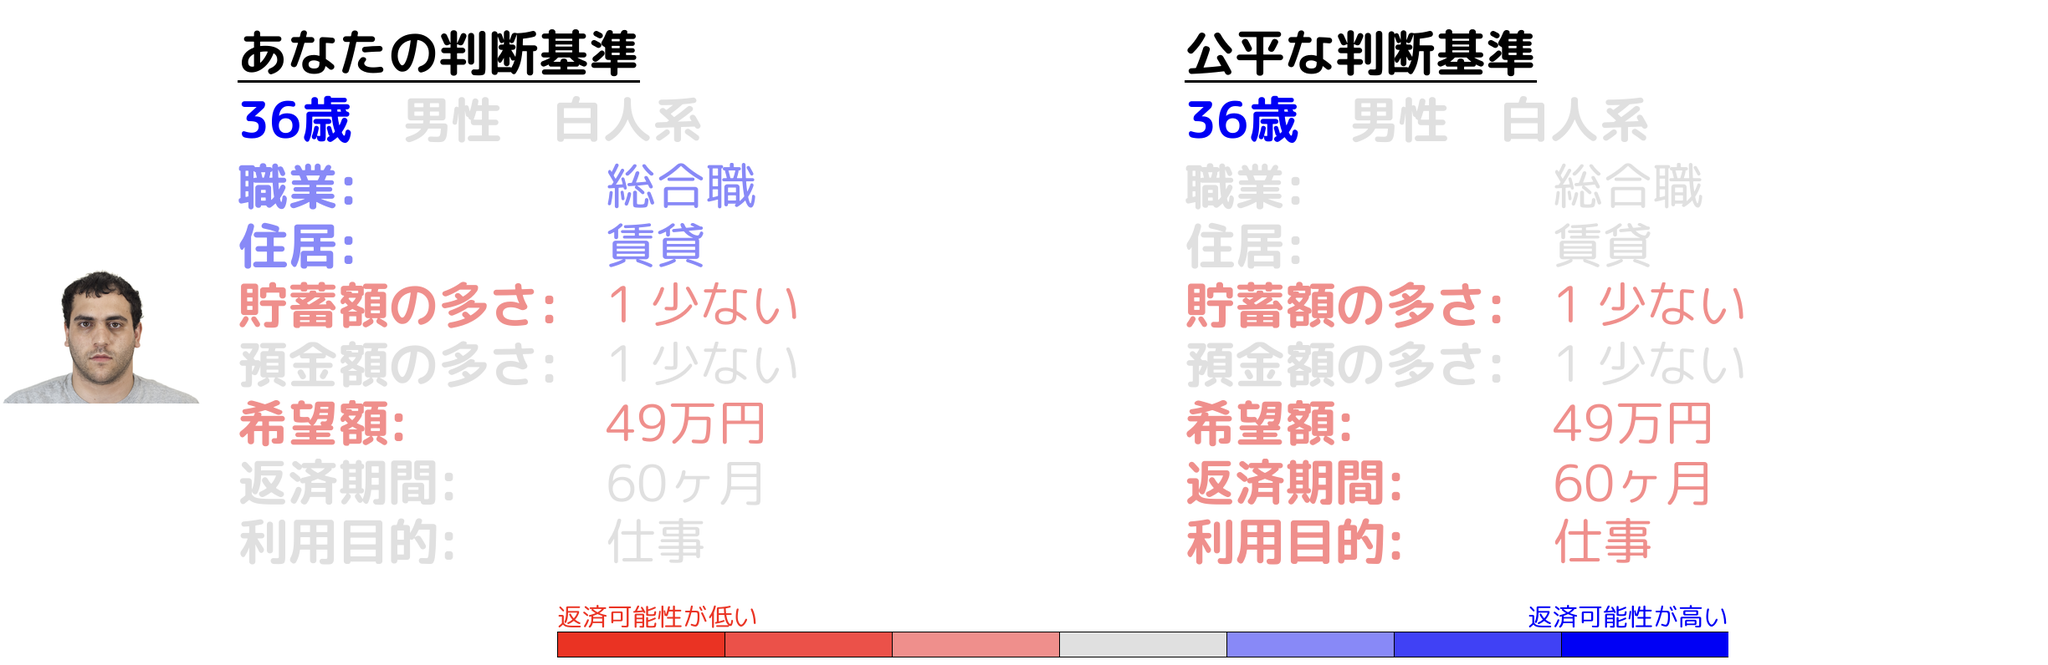 あなたの判断基準
36歳 男性 白人系
職業: 総合職
住居: 賃貸
貯蓄額の多さ: 1 少ない
預金額の多さ: 1 少ない
希望額: 49万円
返済期間: 60ヶ月
利用目的: 仕事
公平な判断基準
36歳 男性 白人系
職業: 総合職
住居: 賃貸
貯蓄額の多さ: 1 少ない
預金額の多さ: 1 少ない
希望額: 49万円
返済期間: 60ヶ月
利用目的: 仕事
返済可能性が低い
返済可能性が高い